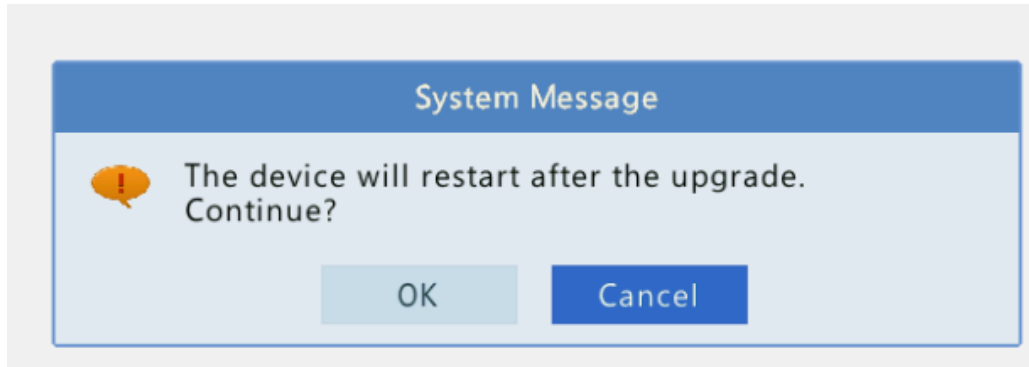 System Message
The device will restart after the upgrade.
Continue?
OK
Cancel